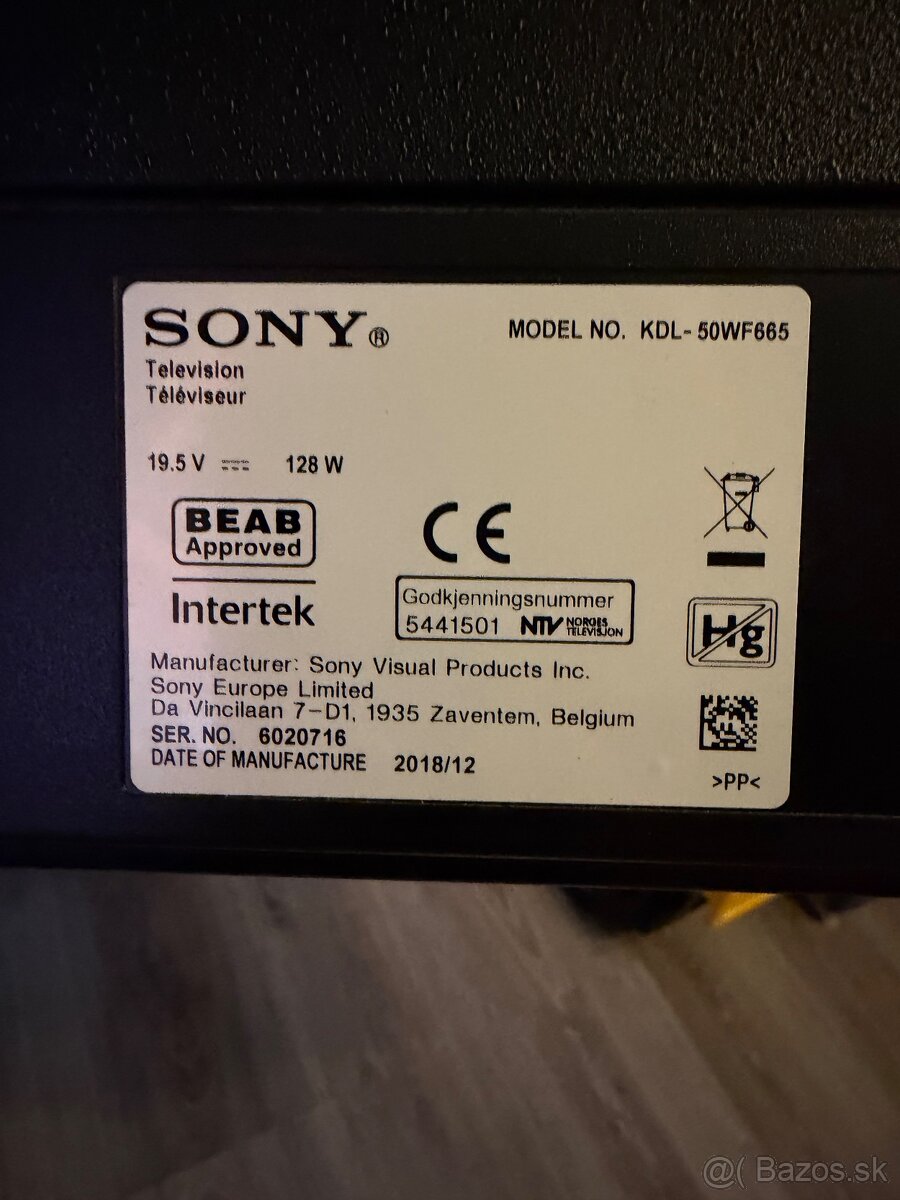 SONY®
MODEL NO. KDL-50WF665
Television
Téléviseur
19.5 V ⎓ 128 W
BEAB
Approved
Intertek
CE
Godkjenningsnummer
5441501 NTV NORGES TELEVISJON
Hg
Manufacturer: Sony Visual Products Inc.
Sony Europe Limited
Da Vincilaan 7-D1, 1935 Zaventem, Belgium
SER. NO. 6020716
DATE OF MANUFACTURE 2018/12
>PP<
@( Bazos.sk